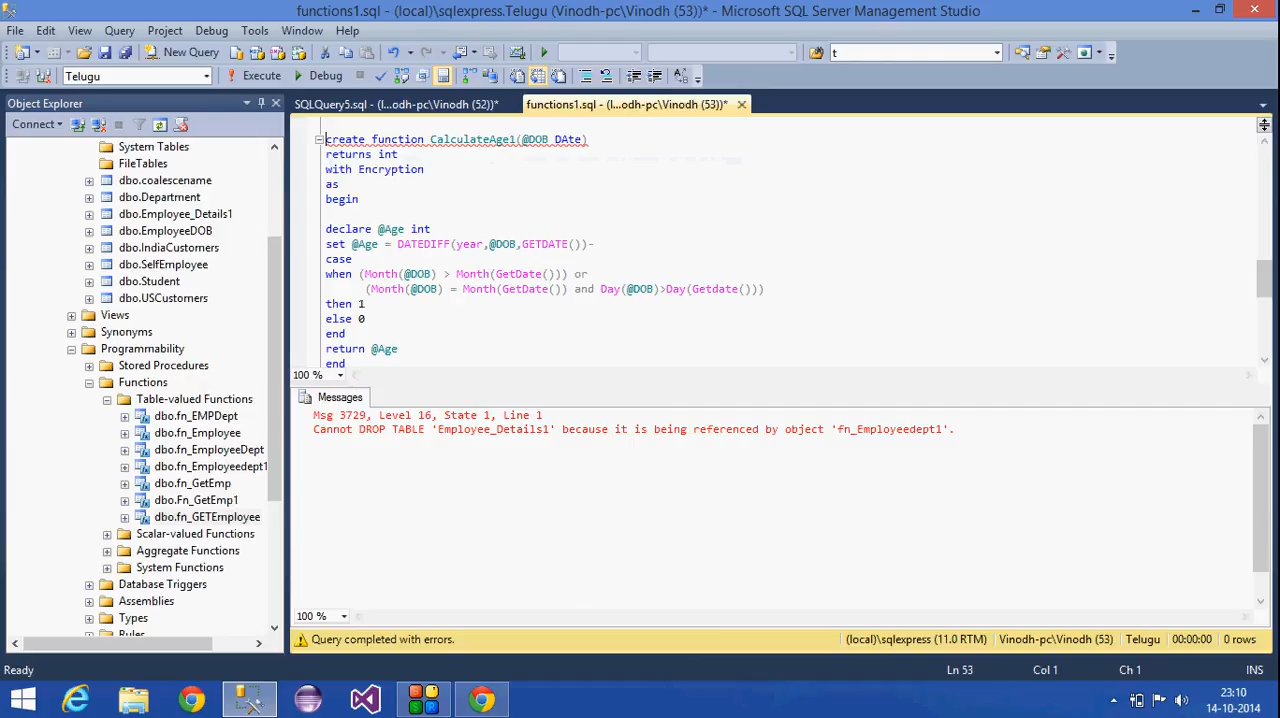 functions1.sql - (local)\sqlexpress.Telugu (Vinodh-pc\Vinodh (53))* - Microsoft SQL Server Management Studio
File Edit View Query Project Debug Tools Window Help
New Query t
Telugu Execute Debug
Object Explorer
SQLQuery5.sql - (l...odh-pc\Vinodh (52))* functions1.sql - (l...odh-pc\Vinodh (53))*
Connect
System Tables
FileTables
dbo.coalescename
dbo.Department
dbo.Employee_Details1
dbo.EmployeeDOB
dbo.IndiaCustomers
dbo.SelfEmployee
dbo.Student
dbo.USCustomers
Views
Synonyms
Programmability
Stored Procedures
Functions
Table-valued Functions
dbo.fn_EMPDept
dbo.fn_Employee
dbo.fn_EmployeeDept
dbo.fn_Employeedept1
dbo.fn_GetEmp
dbo.Fn_GetEmp1
dbo.fn_GETEmployee
Scalar-valued Functions
Aggregate Functions
System Functions
Database Triggers
Assemblies
Types
Rules
create function CalculateAge1(@DOB DAte)
returns int
with Encryption
as
begin
declare @Age int
set @Age = DATEDIFF(year,@DOB,GETDATE())-
case
when (Month(@DOB) > Month(GetDate())) or
(Month(@DOB) = Month(GetDate()) and Day(@DOB)>Day(Getdate()))
then 1
else 0
end
return @Age
end
100 %
Messages
Msg 3729, Level 16, State 1, Line 1
Cannot DROP TABLE 'Employee_Details1' because it is being referenced by object 'fn_Employeedept1'.
100 %
Query completed with errors. (local)\sqlexpress (11.0 RTM) Vinodh-pc\Vinodh (53) Telugu 00:00:00 0 rows
Ready Ln 53 Col 1 Ch 1 INS
23:10
14-10-2014